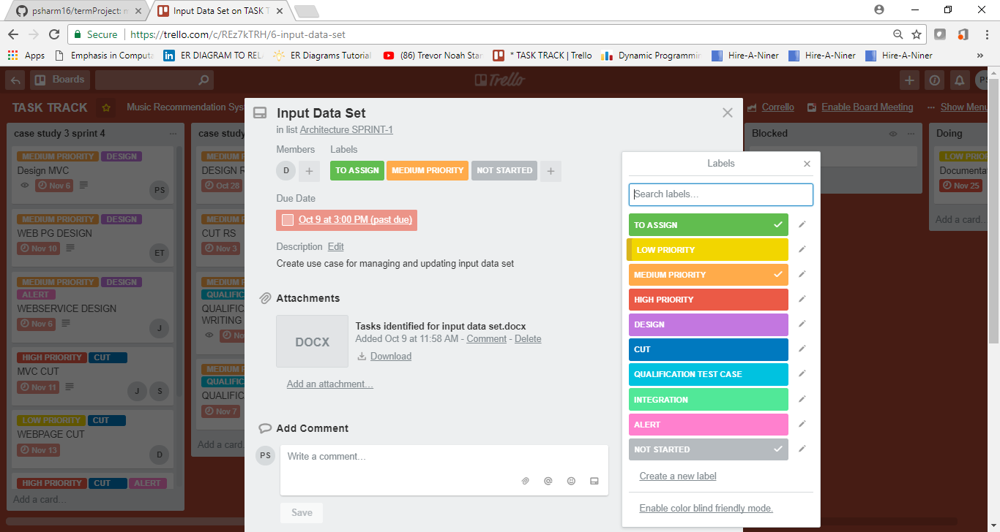 psharm16/termProject: m
Input Data Set on TASK T
Secure
https://trello.com/c/REz7kTRH/6-input-data-set
Apps
Emphasis in Computa
ER DIAGRAM TO REL
ER Diagrams Tutorial
(86) Trevor Noah Star
* TASK TRACK | Trello
Dynamic Programmin
Hire-A-Niner
Hire-A-Niner
Hire-A-Niner
»
Boards
Trello
PS
TASK TRACK
Music Recommendation Sys
Corrello
Enable Board Meeting
... Show Menu
case study 3 sprint 4
MEDIUM PRIORITY DESIGN
Design MVC
Nov 6
PS
MEDIUM PRIORITY DESIGN
WEB PG DESIGN
Nov 10
ET
MEDIUM PRIORITY DESIGN
ALERT
WEBSERVICE DESIGN
Nov 6
J
HIGH PRIORITY CUT
MVC CUT
Nov 11
J S
LOW PRIORITY CUT
WEBPAGE CUT
Nov 13
D
HIGH PRIORITY CUT ALERT
Add a card...
case study
MEDIUM P
DESIGN R
Oct 28
MEDIUM P
CUT RS
Nov 3
MEDIUM P
QUALIFIC
QUALIFIC
WRITING
No
MEDIUM P
QUALIFIC
QUALIFIC
Nov 7
Add a card
Input Data Set
in list Architecture SPRINT-1
Members Labels
D + TO ASSIGN MEDIUM PRIORITY NOT STARTED +
Due Date
Oct 9 at 3:00 PM (past due)
Description Edit
Create use case for managing and updating input data set
Attachments
DOCX
Tasks identified for input data set.docx
Added Oct 9 at 11:58 AM - Comment - Delete
Download
Add an attachment...
Add Comment
PS
Write a comment...
Save
Labels
Search labels...
TO ASSIGN
LOW PRIORITY
MEDIUM PRIORITY
HIGH PRIORITY
DESIGN
CUT
QUALIFICATION TEST CASE
INTEGRATION
ALERT
NOT STARTED
Create a new label
Enable color blind friendly mode.
Blocked
Doing
LOW PRIOR
Documentat
Nov 25
Add a card...